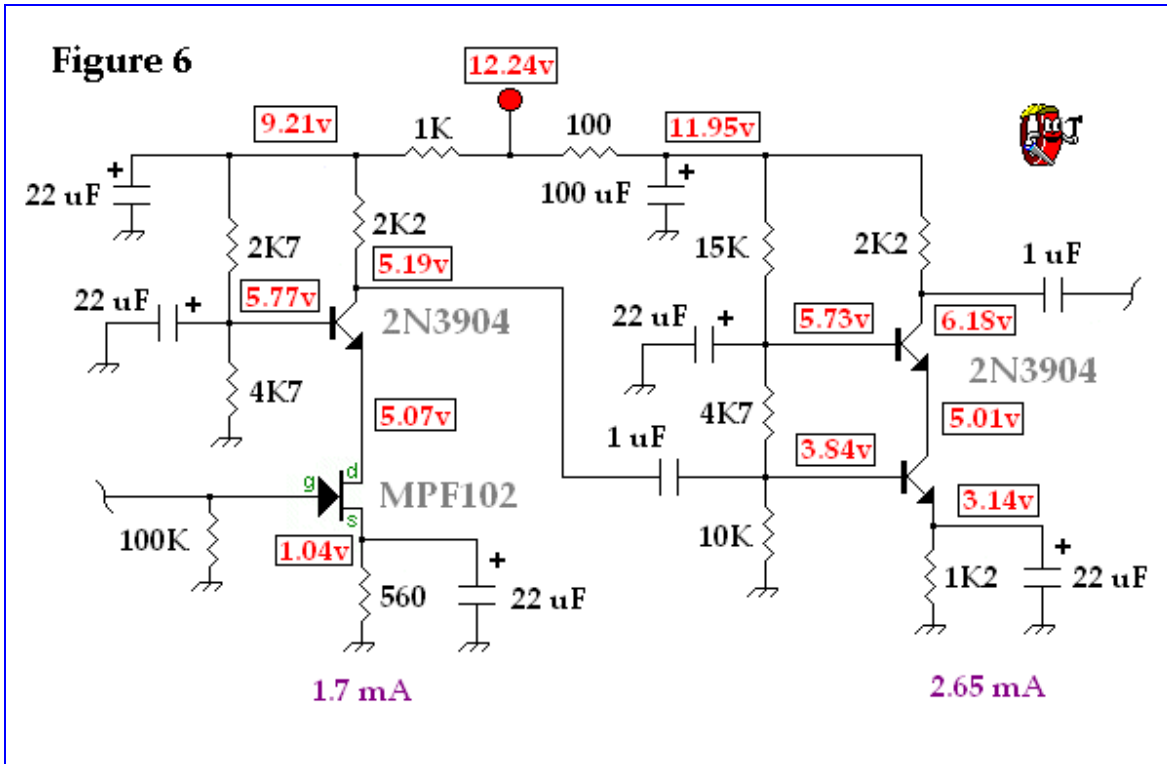 Figure 6
12.24v
9.21v
1K
100
11.95v
+
22 uF
2K7
2K2
100 uF
+
15K
2K2
1 uF
5.19v
22 uF
+
5.77v
2N3904
22 uF
+
5.73v
6.18v
2N3904
4K7
5.07v
4K7
5.01v
1 uF
3.84v
g
d
s
MPF102
3.14v
100K
1.04v
+
10K
+
560
22 uF
1K2
22 uF
1.7 mA
2.65 mA